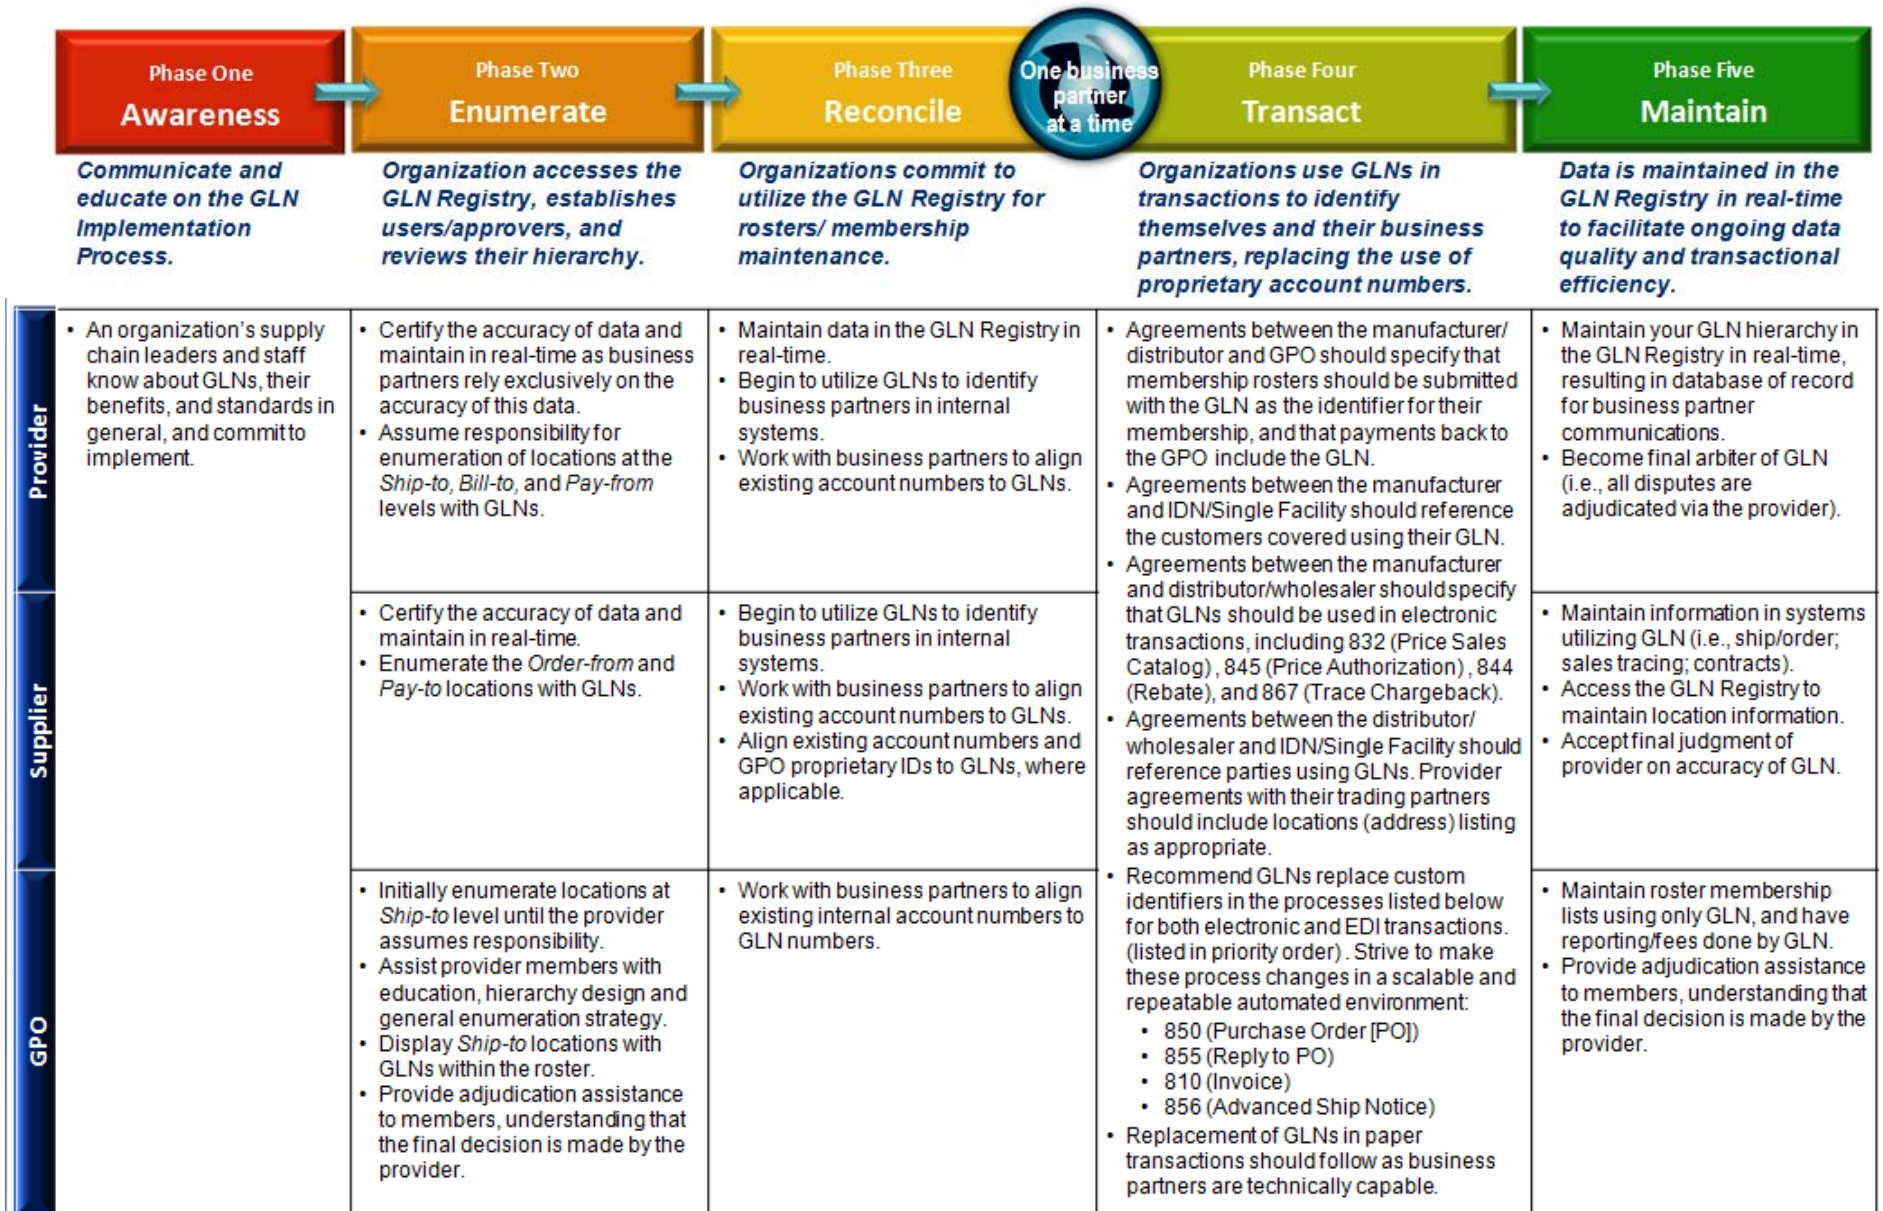 Phase One
Awareness
Phase Two
Enumerate
Phase Three
Reconcile
One business
partner
at a time
Phase Four
Transact
Phase Five
Maintain
Communicate and
educate on the GLN
Implementation
Process.
Organization accesses the
GLN Registry, establishes
users/approvers, and
reviews their hierarchy.
Organizations commit to
utilize the GLN Registry for
rosters/ membership
maintenance.
Organizations use GLNs in
transactions to identify
themselves and their business
partners, replacing the use of
proprietary account numbers.
Data is maintained in the
GLN Registry in real-time
to facilitate ongoing data
quality and transactional
efficiency.
Provider
• An organization's supply
chain leaders and staff
know about GLNs, their
benefits, and standards in
general, and commit to
implement.
• Certify the accuracy of data and
maintain in real-time as business
partners rely exclusively on the
accuracy of this data.
• Assume responsibility for
enumeration of locations at the
Ship-to, Bill-to, and Pay-from
levels with GLNs.
• Maintain data in the GLN Registry in
real-time.
• Begin to utilize GLNs to identify
business partners in internal
systems.
• Work with business partners to align
existing account numbers to GLNs.
• Agreements between the manufacturer/
distributor and GPO should specify that
membership rosters should be submitted
with the GLN as the identifier for their
membership, and that payments back to
the GPO include the GLN.
• Agreements between the manufacturer
and IDN/Single Facility should reference
the customers covered using their GLN.
• Agreements between the manufacturer
and distributor/wholesaler should specify
that GLNs should be used in electronic
transactions, including 832 (Price Sales
Catalog) , 845 (Price Authorization) , 844
(Rebate), and 867 (Trace Chargeback).
• Agreements between the distributor/
wholesaler and IDN/Single Facility should
reference parties using GLNs. Provider
agreements with their trading partners
should include locations (address) listing
as appropriate.
• Recommend GLNs replace custom
identifiers in the processes listed below
for both electronic and EDI transactions.
(listed in priority order) . Strive to make
these process changes in a scalable and
repeatable automated environment:
• 850 (Purchase Order [PO])
• 855 (Reply to PO)
• 810 (Invoice)
• 856 (Advanced Ship Notice)
• Replacement of GLNs in paper
transactions should follow as business
partners are technically capable.
• Maintain your GLN hierarchy in
the GLN Registry in real-time,
resulting in database of record
for business partner
communications.
• Become final arbiter of GLN
(i.e., all disputes are
adjudicated via the provider).
Supplier
• Certify the accuracy of data and
maintain in real-time.
• Enumerate the Order-from and
Pay-to locations with GLNs.
• Begin to utilize GLNs to identify
business partners in internal
systems.
• Work with business partners to align
existing account numbers to GLNs.
• Align existing account numbers and
GPO proprietary IDs to GLNs, where
applicable.
• Maintain information in systems
utilizing GLN (i.e., ship/order;
sales tracing; contracts).
• Access the GLN Registry to
maintain location information.
• Accept final judgment of
provider on accuracy of GLN.
GPO
• Initially enumerate locations at
Ship-to level until the provider
assumes responsibility.
• Assist provider members with
education, hierarchy design and
general enumeration strategy.
• Display Ship-to locations with
GLNs within the roster.
• Provide adjudication assistance
to members, understanding that
the final decision is made by the
provider.
• Work with business partners to align
existing internal account numbers to
GLN numbers.
• Maintain roster membership
lists using only GLN, and have
reporting/fees done by GLN.
• Provide adjudication assistance
to members, understanding that
the final decision is made by the
provider.